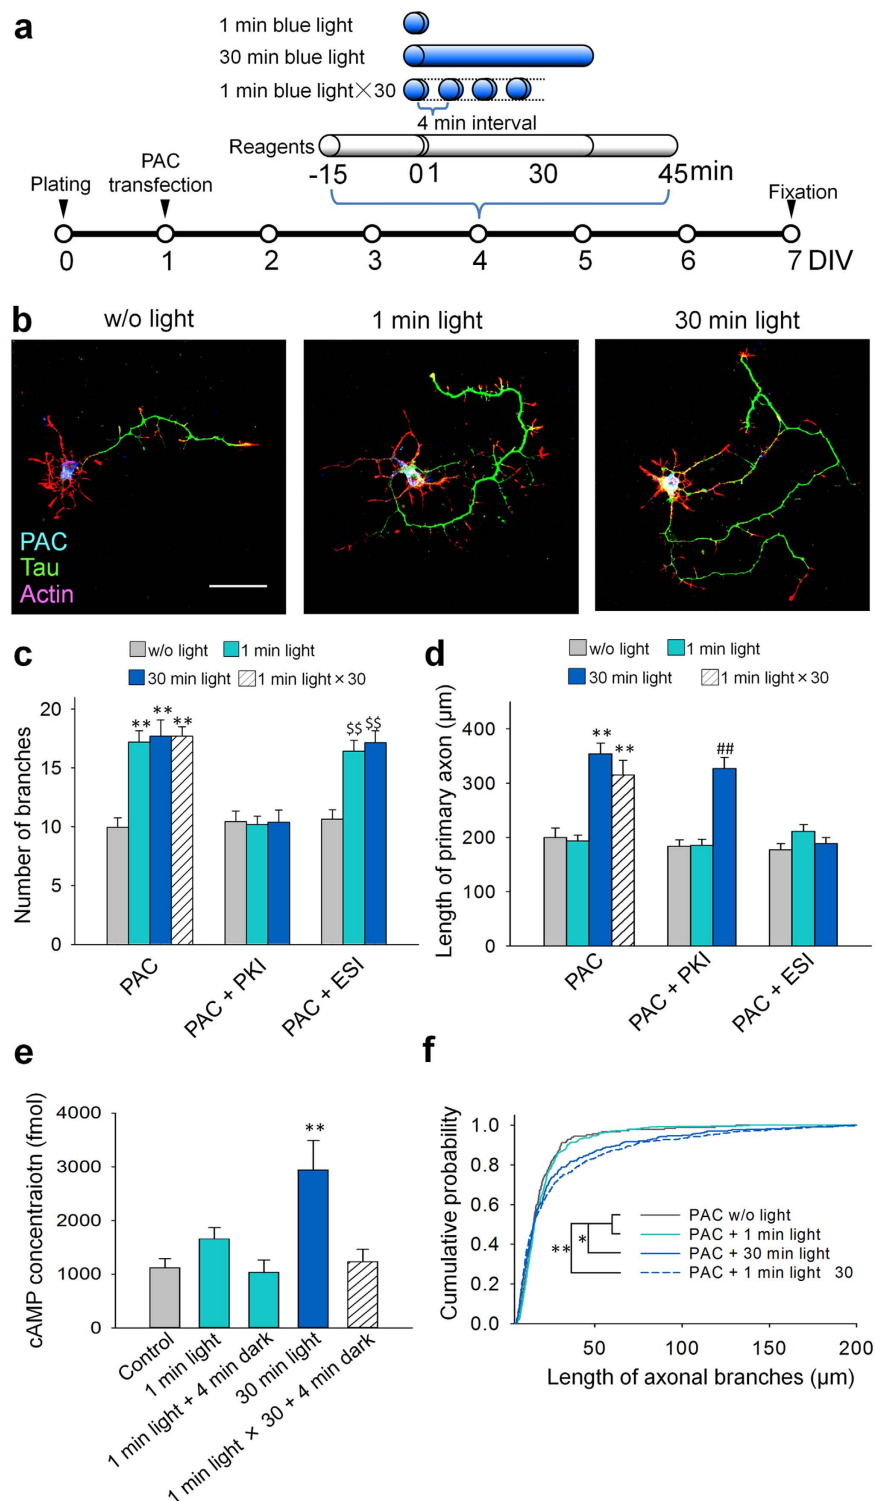 a
1 min blue light
30 min blue light
1 min blue light×30
4 min interval
Reagents
-15 0 1 30 45 min
Plating
PAC
transfection
Fixation
0 1 2 3 4 5 6 7 DIV
b
w/o light 1 min light 30 min light
PAC
Tau
Actin
c
w/o light 1 min light
30 min light 1 min light × 30
Number of branches
20
15
10
5
0
** ** **
$$ $$
PAC
PAC + PKI
PAC + ESI
d
w/o light 1 min light
30 min light 1 min light × 30
Length of primary axon (μm)
400
300
200
100
0
** **
##
PAC
PAC + PKI
PAC + ESI
e
cAMP concentraiotn (fmol)
4000
3000
2000
1000
0
**
Control
1 min light
1 min light + 4 min dark
30 min light
1 min light × 30 + 4 min dark
f
Cumulative probability
1.0
0.8
0.6
0.4
0.2
0.0
PAC w/o light
PAC + 1 min light
PAC + 30 min light
PAC + 1 min light 30
** *
50 100 150 200
Length of axonal branches (μm)